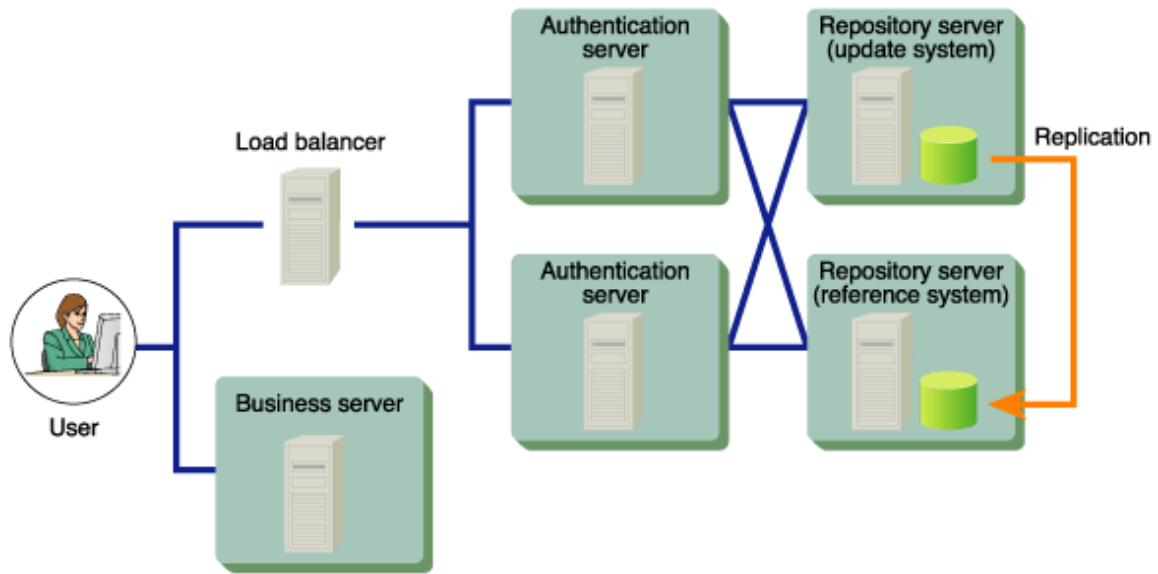 Authentication
server
Repository server
(update system)
Load balancer
Replication
Authentication
server
Repository server
(reference system)
Business server
User